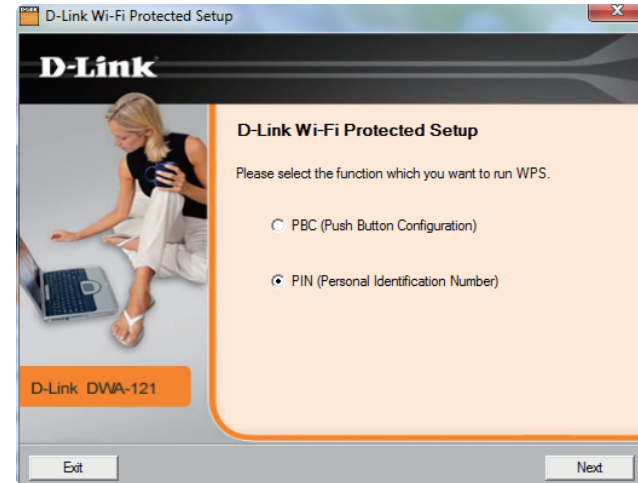 D-Link Wi-Fi Protected Setup
D-Link
D-Link Wi-Fi Protected Setup
Please select the function which you want to run WPS.
PBC (Push Button Configuration)
PIN (Personal Identification Number)
D-Link DWA-121
Exit
Next